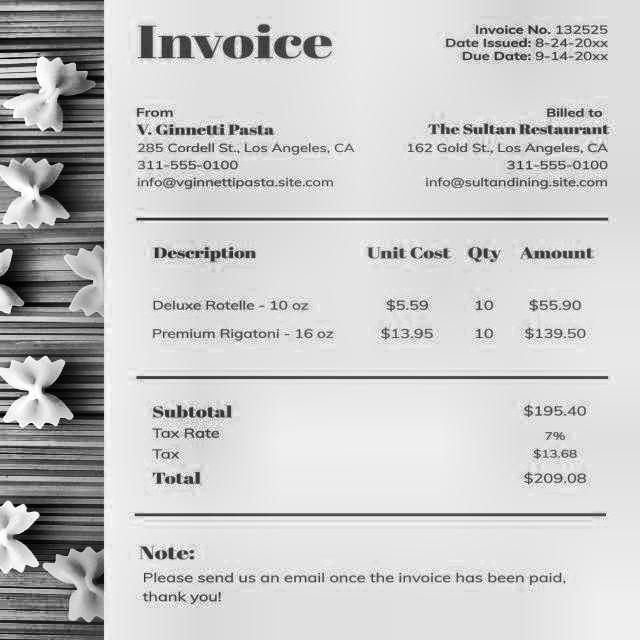 Invoice
Invoice No. 132525
Date Issued: 8-24-20xx
Due Date: 9-14-20xx
From
V. Ginnetti Pasta
285 Cordell St., Los Angeles, CA
311-555-0100
info@vginnettipasta.site.com
Billed to
The Sultan Restaurant
162 Gold St., Los Angeles, CA
311-555-0100
info@sultandining.site.com
Description Unit Cost Qty Amount
Deluxe Rotelle - 10 oz $5.59 10 $55.90
Premium Rigatoni - 16 oz $13.95 10 $139.50
Subtotal $195.40
Tax Rate 7%
Tax $13.68
Total $209.08
Note:
Please send us an email once the invoice has been paid,
thank you!